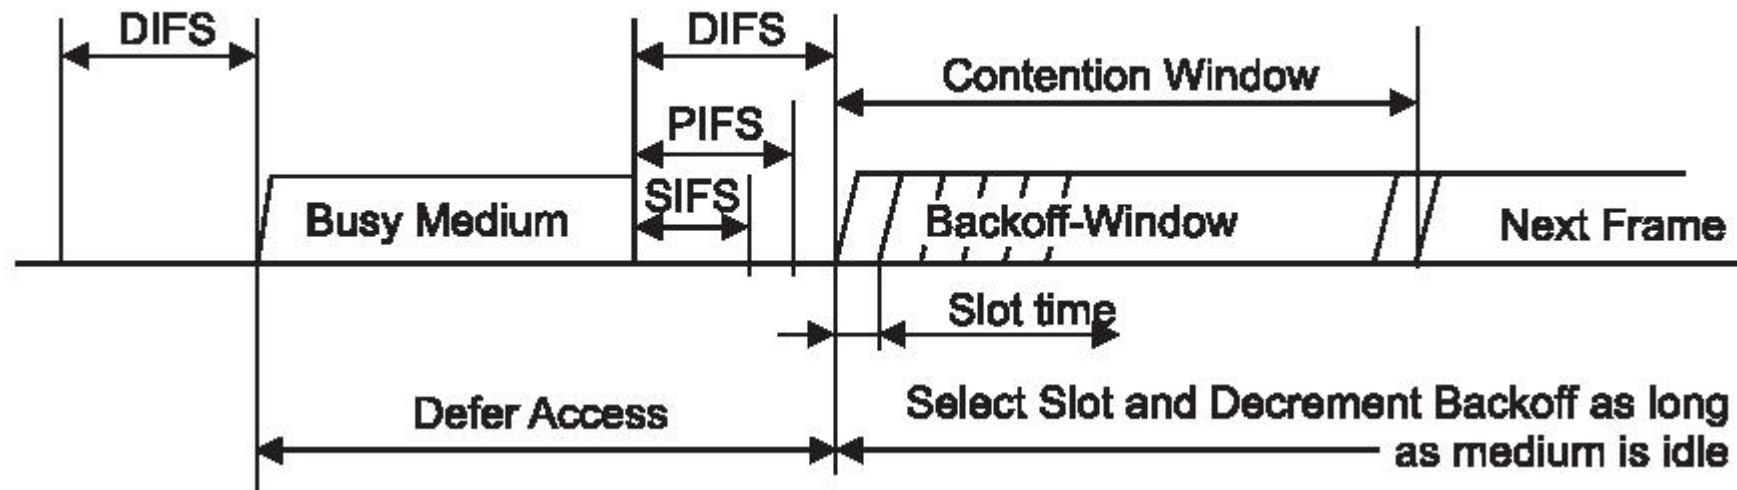 DIFS
DIFS
Contention Window
PIFS
SIFS
Busy Medium
Backoff-Window
Next Frame
Slot time
Defer Access
Select Slot and Decrement Backoff as long
as medium is idle